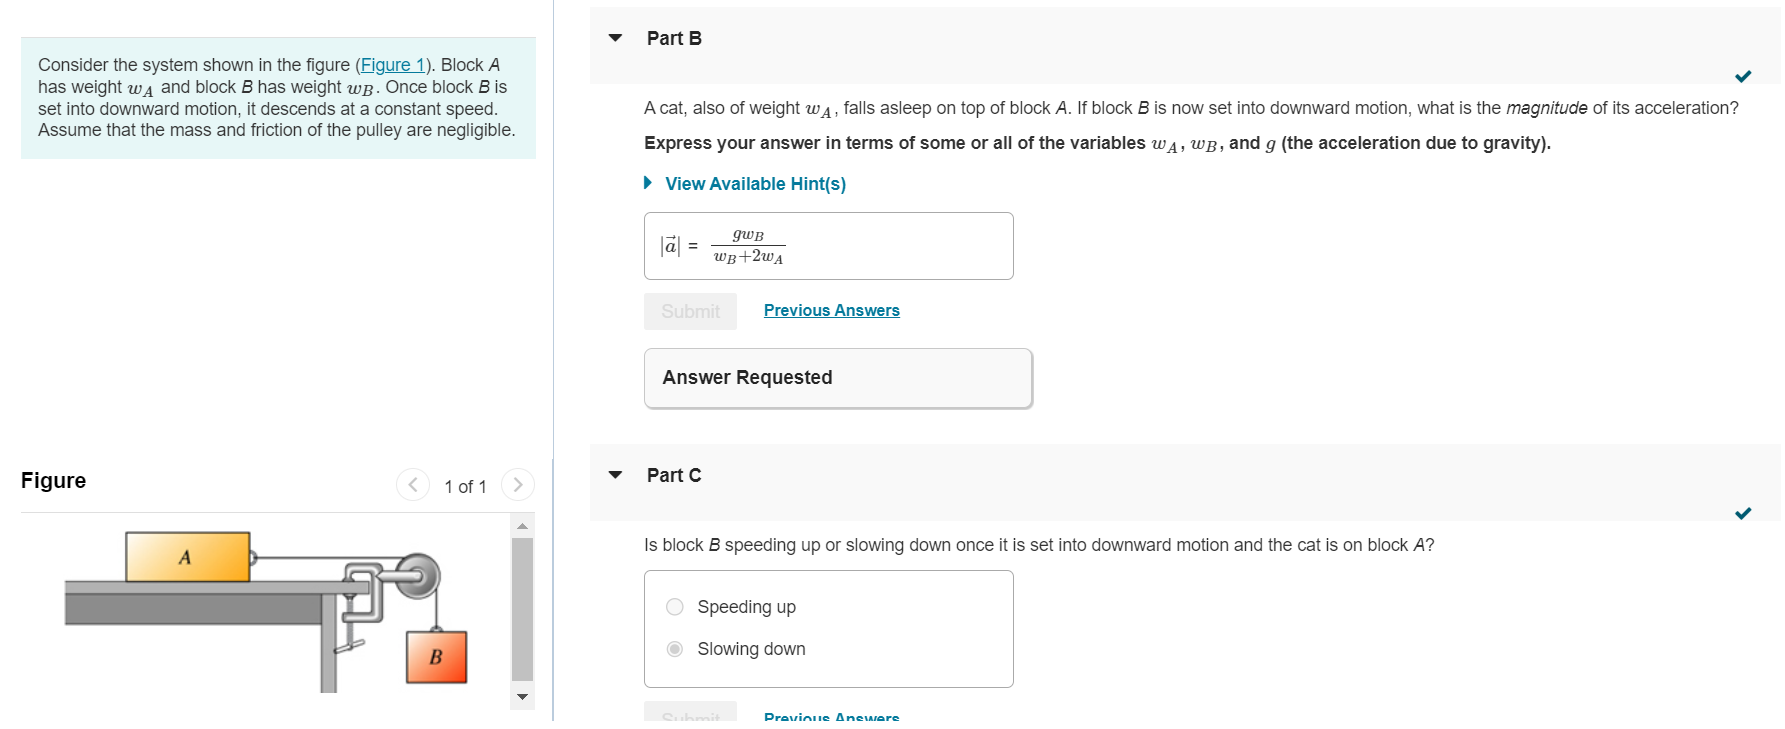 Consider the system shown in the figure (Figure 1). Block A
has weight w_A and block B has weight w_B. Once block B is
set into downward motion, it descends at a constant speed.
Assume that the mass and friction of the pulley are negligible.
Figure
1 of 1
A
B
Part B
A cat, also of weight w_A, falls asleep on top of block A. If block B is now set into downward motion, what is the magnitude of its acceleration?
Express your answer in terms of some or all of the variables w_A, w_B, and g (the acceleration due to gravity).
View Available Hint(s)
|a⃗| = gw_B / w_B+2w_A
Submit Previous Answers
Answer Requested
Part C
Is block B speeding up or slowing down once it is set into downward motion and the cat is on block A?
Speeding up
Slowing down
Submit Previous Answers